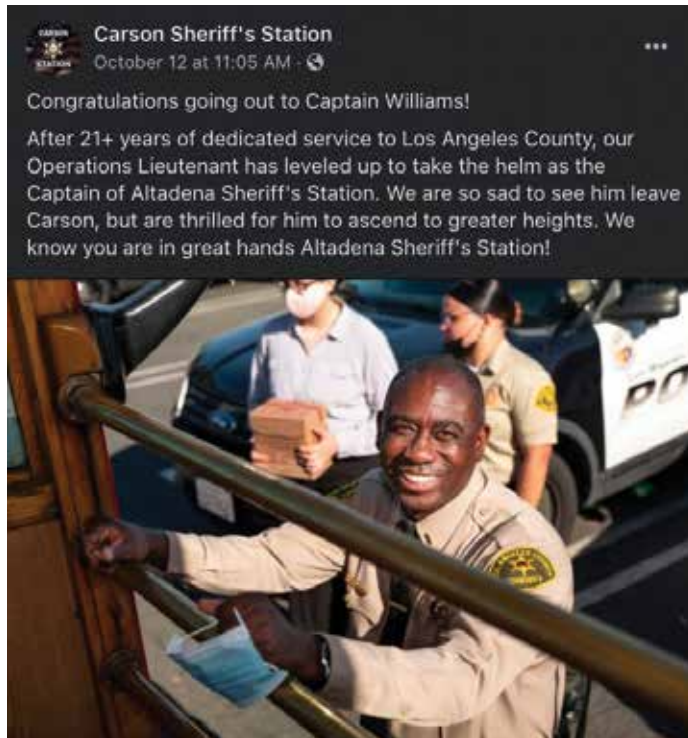 CARSON
STATION
Carson Sheriff's Station
October 12 at 11:05 AM ·
Congratulations going out to Captain Williams!
After 21+ years of dedicated service to Los Angeles County, our
Operations Lieutenant has leveled up to take the helm as the
Captain of Altadena Sheriff's Station. We are so sad to see him leave
Carson, but are thrilled for him to ascend to greater heights. We
know you are in great hands Altadena Sheriff's Station!
PO